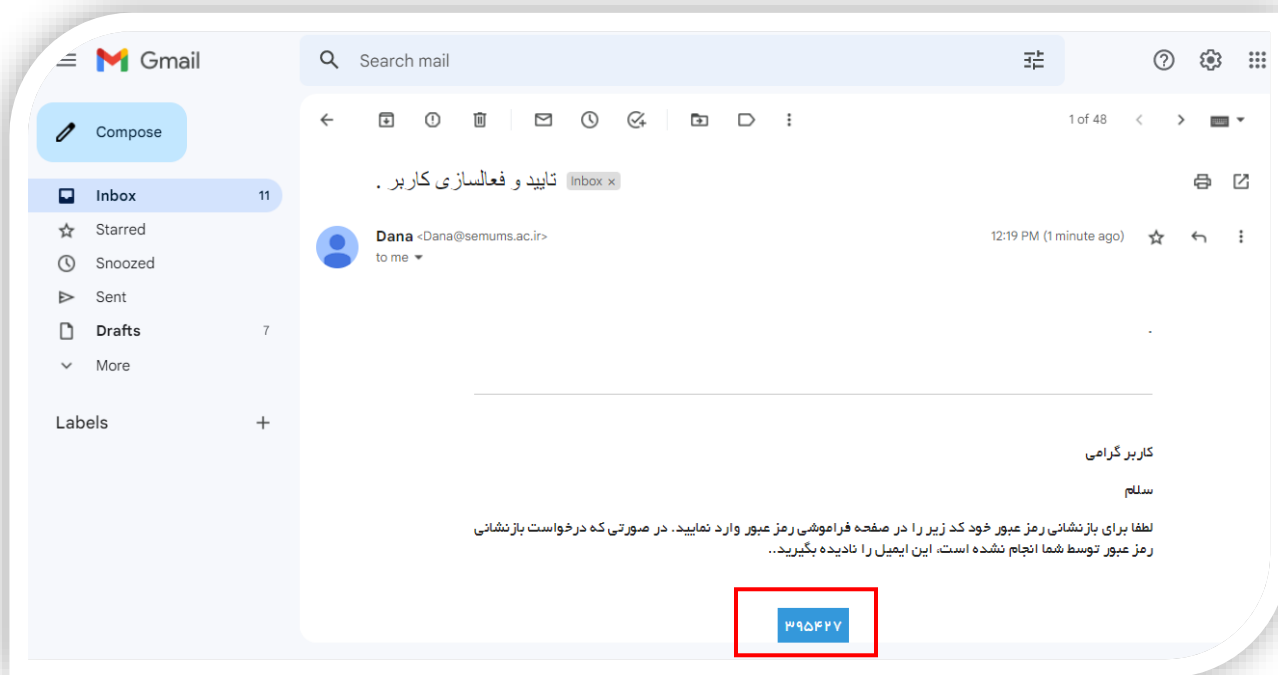 Gmail
Search mail
Compose
1 of 48
Inbox 11
Starred
Snoozed
Sent
Drafts 7
More
Labels
تایید و فعالسازی کاربر .
Inbox x
Dana <Dana@semums.ac.ir>
12:19 PM (1 minute ago)
to me
.
کاربر گرامی
سلام
لطفا برای بازنشانی رمز عبور خود کد زیر را در صفحه فراموشی رمز عبور وارد نمایید. در صورتی که درخواست بازنشانی
رمز عبور توسط شما انجام نشده است، این ایمیل را نادیده بگیرید..
۳۹۵۴۲۷